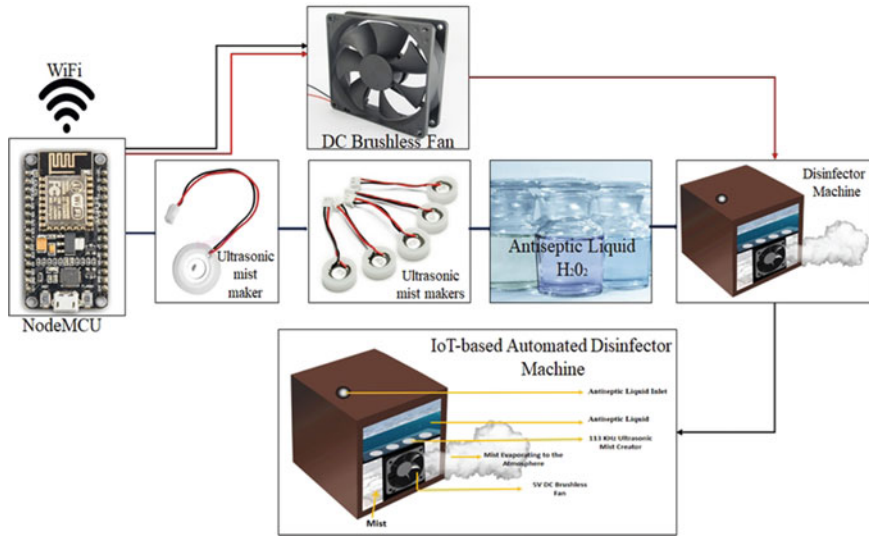 WiFi
DC Brushless Fan
NodeMCU
Ultrasonic
mist
maker
Ultrasonic
mist makers
Antiseptic Liquid
H2O2
Disinfector
Machine
IoT-based Automated Disinfector
Machine
Antiseptic Liquid Inlet
Antiseptic Liquid
113 KHz Ultrasonic
Mist Creator
Mist Evaporating to the
Atmosphere
5V DC Brushless
Fan
Mist